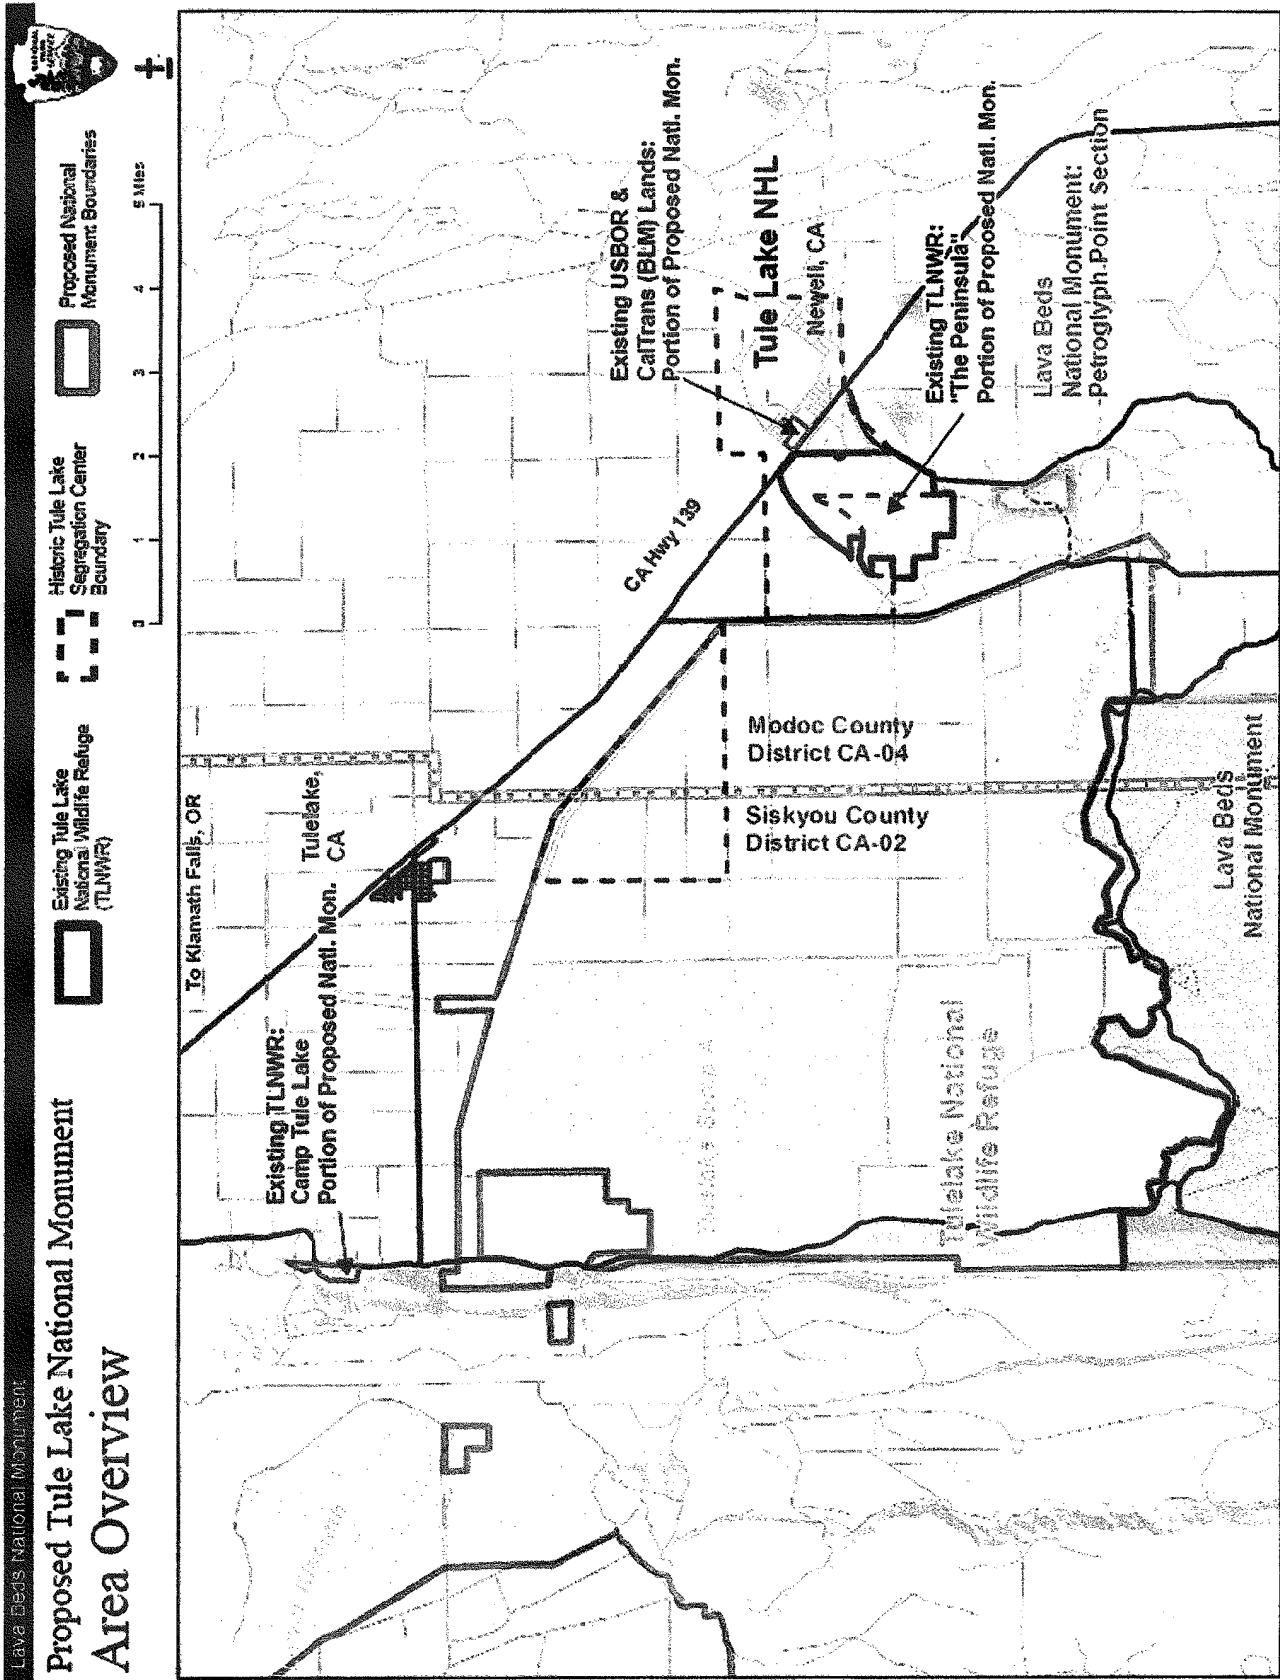 Lava Beds National Monument
Proposed Tule Lake National Monument
Area Overview
Existing Tule Lake
National Wildlife Refuge
(TLNWR)
Historic Tule Lake
Segregation Center
Boundary
Proposed National
Monument Boundaries
0 1 2 3 4 5 Miles
To Klamath Falls, OR
Tulelake,
CA
Existing TLNWR:
Camp Tule Lake
Portion of Proposed Natl. Mon.
CA Hwy 139
Existing USBOR &
CalTrans (BLM) Lands:
Portion of Proposed Natl. Mon.
Tule Lake NHL
Newell, CA
Existing TLNWR:
"The Peninsula"
Portion of Proposed Natl. Mon.
Lava Beds
National Monument:
Petroglyph Point Section
Modoc County
District CA-04
Siskyou County
District CA-02
Tulelake National
Wildlife Refuge
Lava Beds
National Monument